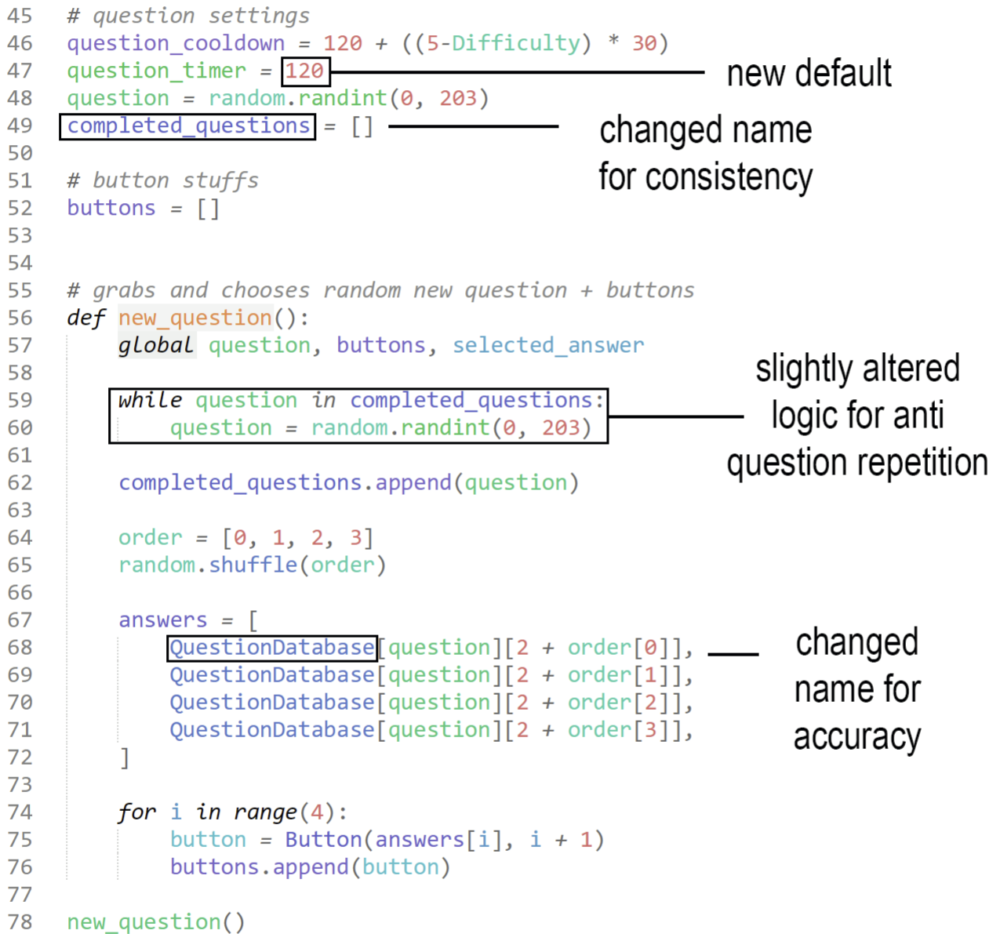 45 # question settings
46 question_cooldown = 120 + ((5-Difficulty) * 30)
47 question_timer = 120
new default
48 question = random.randint(0, 203)
49 completed_questions = []
changed name
for consistency
50
51 # button stuffs
52 buttons = []
53
54
55 # grabs and chooses random new question + buttons
56 def new_question():
57     global question, buttons, selected_answer
58
59     while question in completed_questions:
60         question = random.randint(0, 203)
slightly altered
logic for anti
question repetition
61
62     completed_questions.append(question)
63
64     order = [0, 1, 2, 3]
65     random.shuffle(order)
66
67     answers = [
68         QuestionDatabase[question][2 + order[0]],
69         QuestionDatabase[question][2 + order[1]],
70         QuestionDatabase[question][2 + order[2]],
71         QuestionDatabase[question][2 + order[3]],
changed
name for
accuracy
72     ]
73
74     for i in range(4):
75         button = Button(answers[i], i + 1)
76         buttons.append(button)
77
78 new_question()